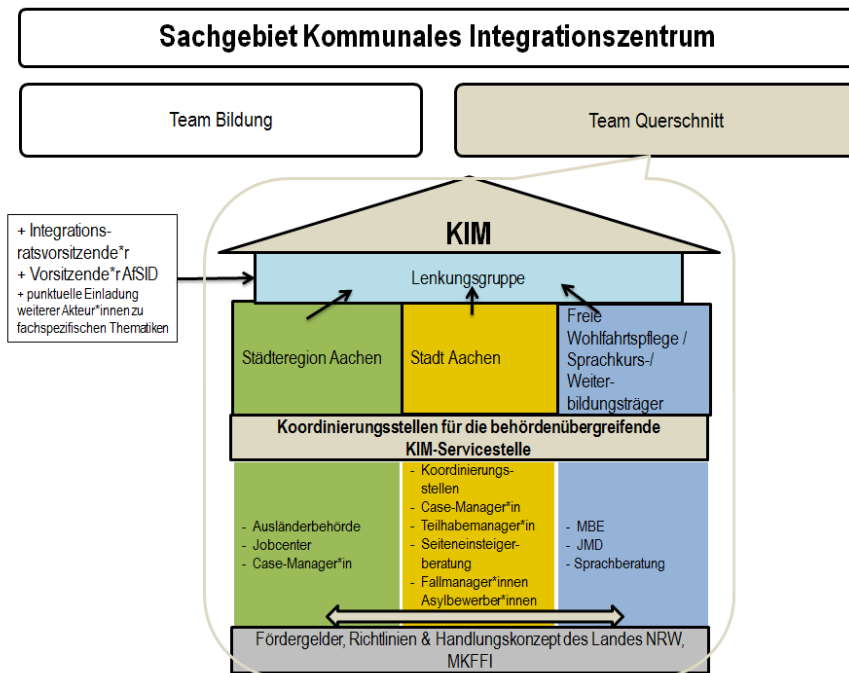 Sachgebiet Kommunales Integrationszentrum
Team Bildung
Team Querschnitt
KIM
+ Integrations-
ratsvorsitzende*r
+ Vorsitzende*r AfSID
+ punktuelle Einladung
weiterer Akteur*innen zu
fachspezifischen Thematiken
Lenkungsgruppe
Städteregion Aachen
Stadt Aachen
Freie
Wohlfahrtspflege /
Sprachkurs-/
Weiter-
bildungsträger
Koordinierungsstellen für die behördenübergreifende
KIM-Servicestelle
- Ausländerbehörde
- Jobcenter
- Case-Manager*in
- Koordinierungs-
stellen
- Case-Manager*in
- Teilhabemanager*in
- Seiteneinsteiger-
beratung
- Fallmanager*innen
Asylbewerber*innen
- MBE
- JMD
- Sprachberatung
Fördergelder, Richtlinien & Handlungskonzept des Landes NRW,
MKFFI